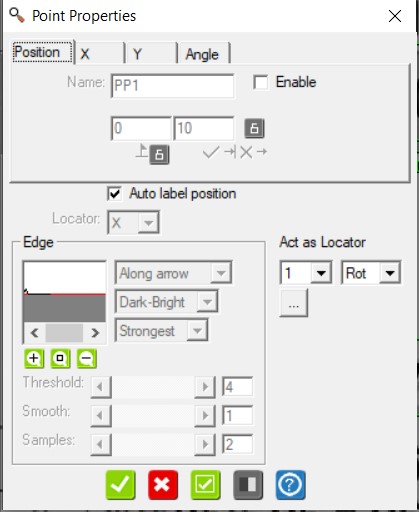 Point Properties
Position X Y Angle
Name: PP1 Enable
0 10
Auto label position
Locator: X
Edge Act as Locator
Along arrow 1 Rot
Dark-Bright ...
Strongest
Threshold: 4
Smooth: 1
Samples: 2